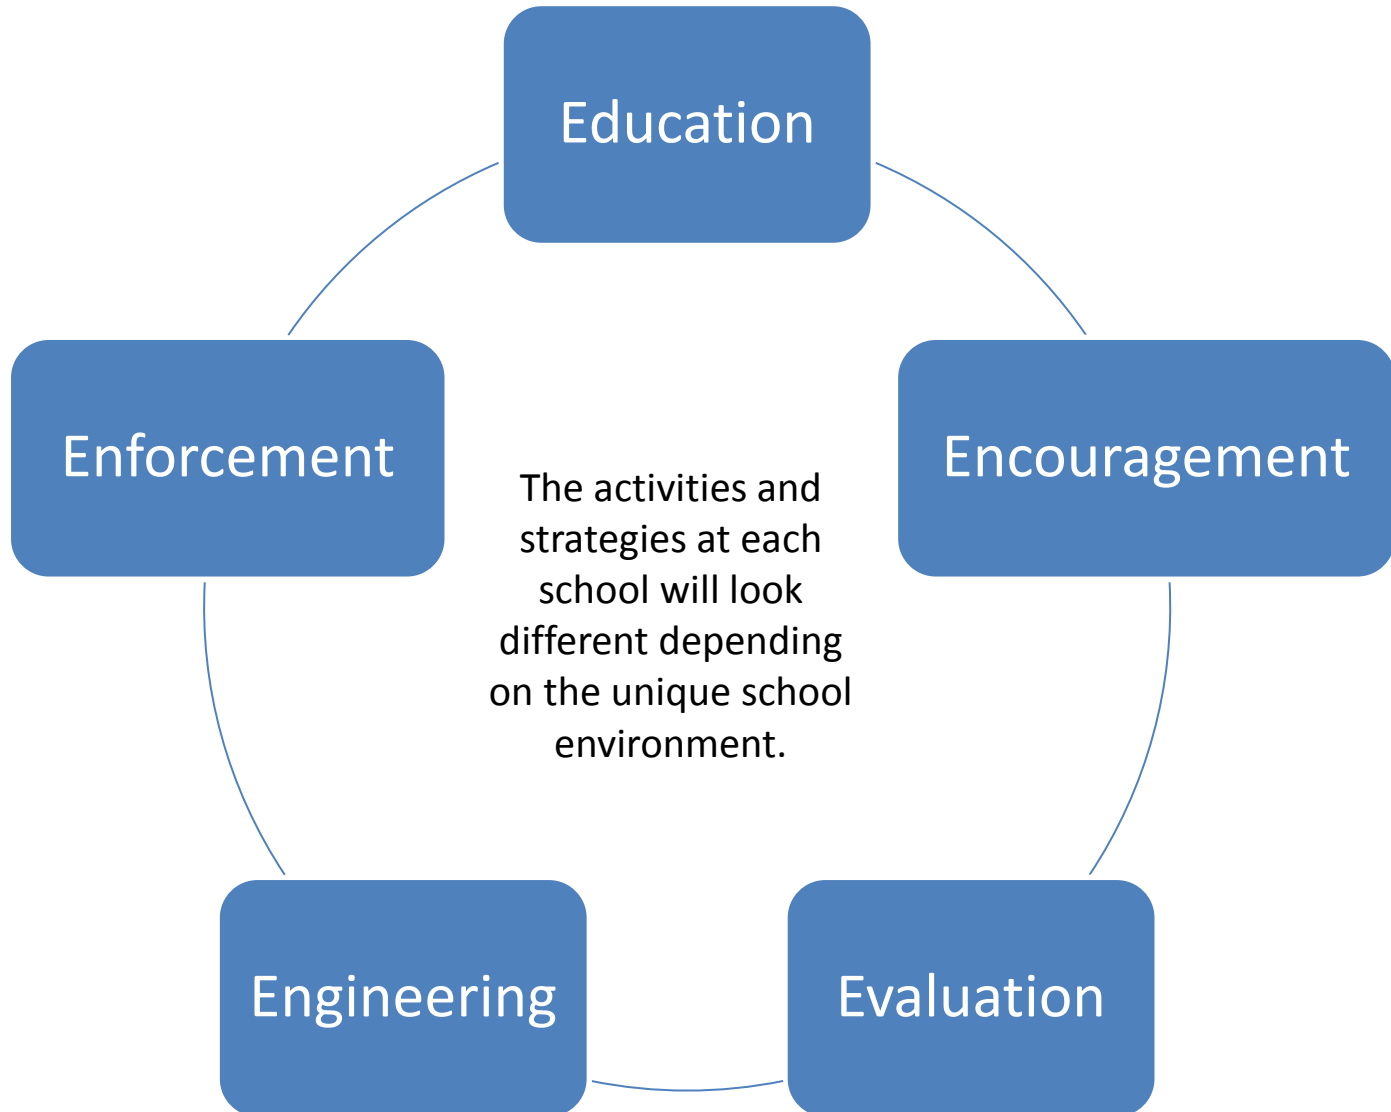 Education
Enforcement
Encouragement
The activities and
strategies at each
school will look
different depending
on the unique school
environment.
Engineering
Evaluation